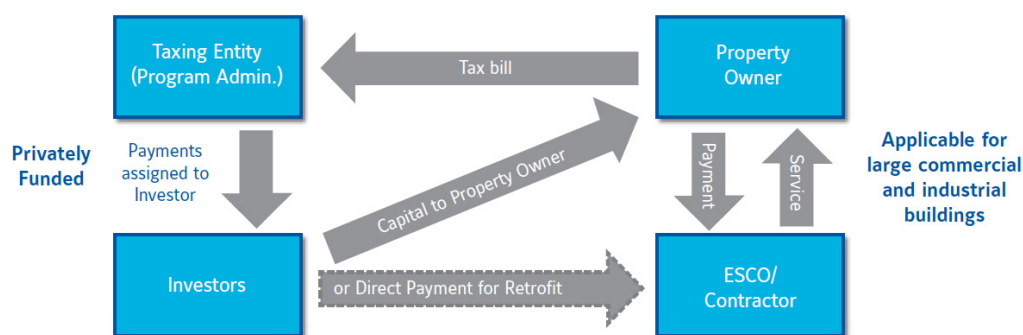 Taxing Entity
(Program Admin.)
Tax bill
Property
Owner
Privately
Funded
Payments
assigned to
Investor
Capital to Property Owner
Payment
Service
Applicable for
large commercial
and industrial
buildings
Investors
or Direct Payment for Retrofit
ESCO/
Contractor